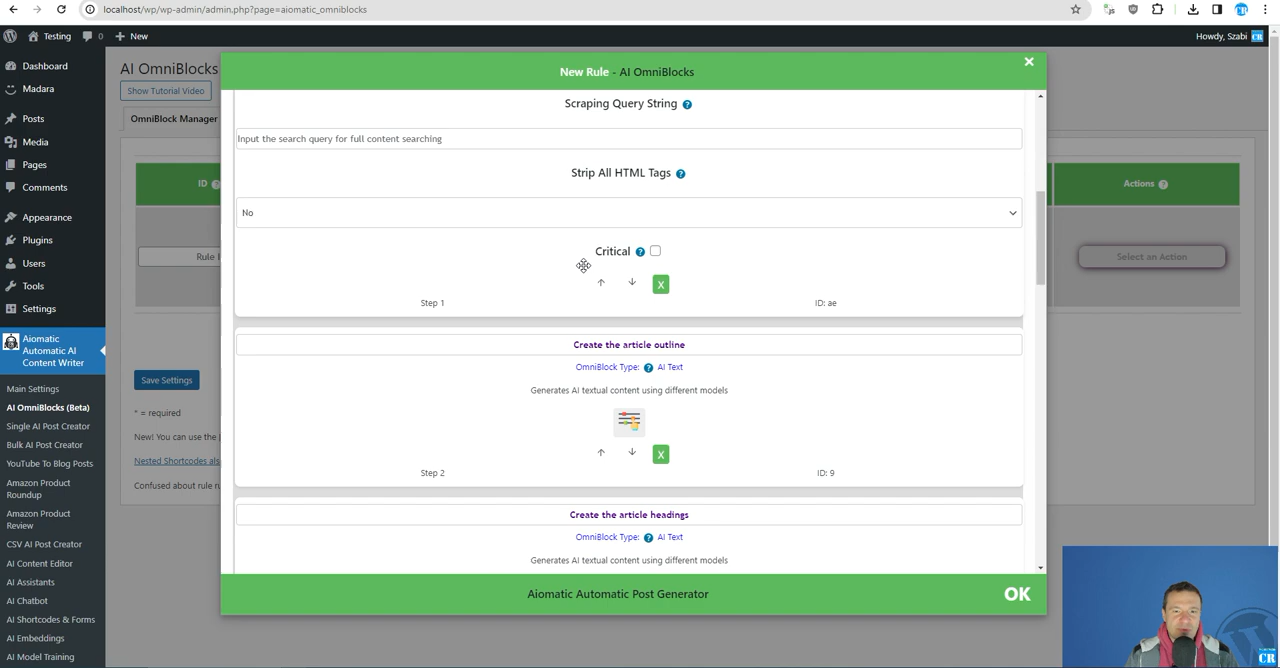 localhost/wp/wp-admin/admin.php?page=aiomatic_omniblocks
Testing
0
New
Howdy, Szabi
Dashboard
Madara
Posts
Media
Pages
Comments
Appearance
Plugins
Users
Tools
Settings
Aiomatic
Automatic AI
Content Writer
Main Settings
AI OmniBlocks (Beta)
Single AI Post Creator
Bulk AI Post Creator
YouTube To Blog Posts
Amazon Product
Roundup
Amazon Product
Review
CSV AI Post Creator
AI Content Editor
AI Assistants
AI Chatbot
AI Shortcodes & Forms
AI Embeddings
AI Model Training
AI OmniBlocks
Show Tutorial Video
OmniBlock Manager
ID
Rule
Save Settings
* = required
New! You can use the
Nested Shortcodes als
Confused about rule ru
Actions
Select an Action
New Rule - AI OmniBlocks
Scraping Query String
Input the search query for full content searching
Strip All HTML Tags
No
Critical
X
Step 1
ID: ae
Create the article outline
OmniBlock Type: AI Text
Generates AI textual content using different models
X
Step 2
ID: 9
Create the article headings
OmniBlock Type: AI Text
Generates AI textual content using different models
Aiomatic Automatic Post Generator
OK
CR